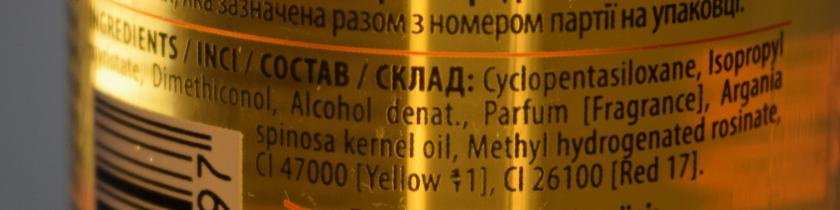 яка зазначена разом з номером партії на упаковці.
INGREDIENTS / INCI / СОСТАВ / СКЛАД: Cyclopentasiloxane, Isopropyl
Dimethiconol, Alcohol denat., Parfum [Fragrance], Argania
spinosa kernel oil, Methyl hydrogenated rosinate,
CI 47000 [Yellow #1], CI 26100 [Red 17].